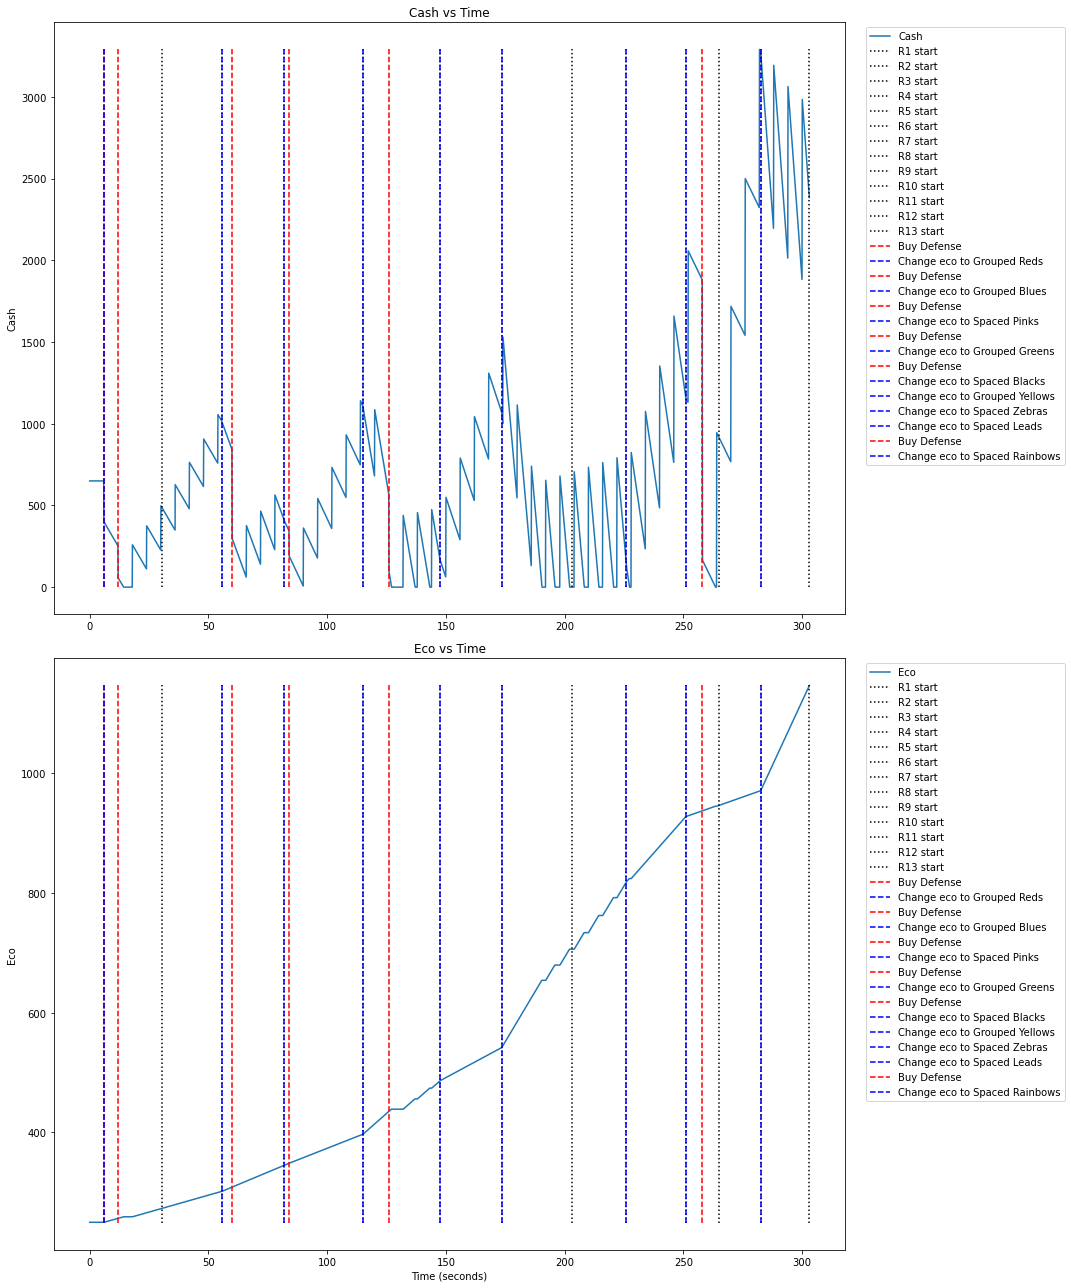 Cash vs Time
Cash
3000
2500
2000
1500
1000
500
0
0 50 100 150 200 250 300
Cash
R1 start
R2 start
R3 start
R4 start
R5 start
R6 start
R7 start
R8 start
R9 start
R10 start
R11 start
R12 start
R13 start
Buy Defense
Change eco to Grouped Reds
Buy Defense
Change eco to Grouped Blues
Buy Defense
Change eco to Spaced Pinks
Buy Defense
Change eco to Grouped Greens
Buy Defense
Change eco to Spaced Blacks
Change eco to Grouped Yellows
Change eco to Spaced Zebras
Change eco to Spaced Leads
Buy Defense
Change eco to Spaced Rainbows
Eco vs Time
Eco
1000
800
600
400
0 50 100 150 200 250 300
Time (seconds)
Eco
R1 start
R2 start
R3 start
R4 start
R5 start
R6 start
R7 start
R8 start
R9 start
R10 start
R11 start
R12 start
R13 start
Buy Defense
Change eco to Grouped Reds
Buy Defense
Change eco to Grouped Blues
Buy Defense
Change eco to Spaced Pinks
Buy Defense
Change eco to Grouped Greens
Buy Defense
Change eco to Spaced Blacks
Change eco to Grouped Yellows
Change eco to Spaced Zebras
Change eco to Spaced Leads
Buy Defense
Change eco to Spaced Rainbows